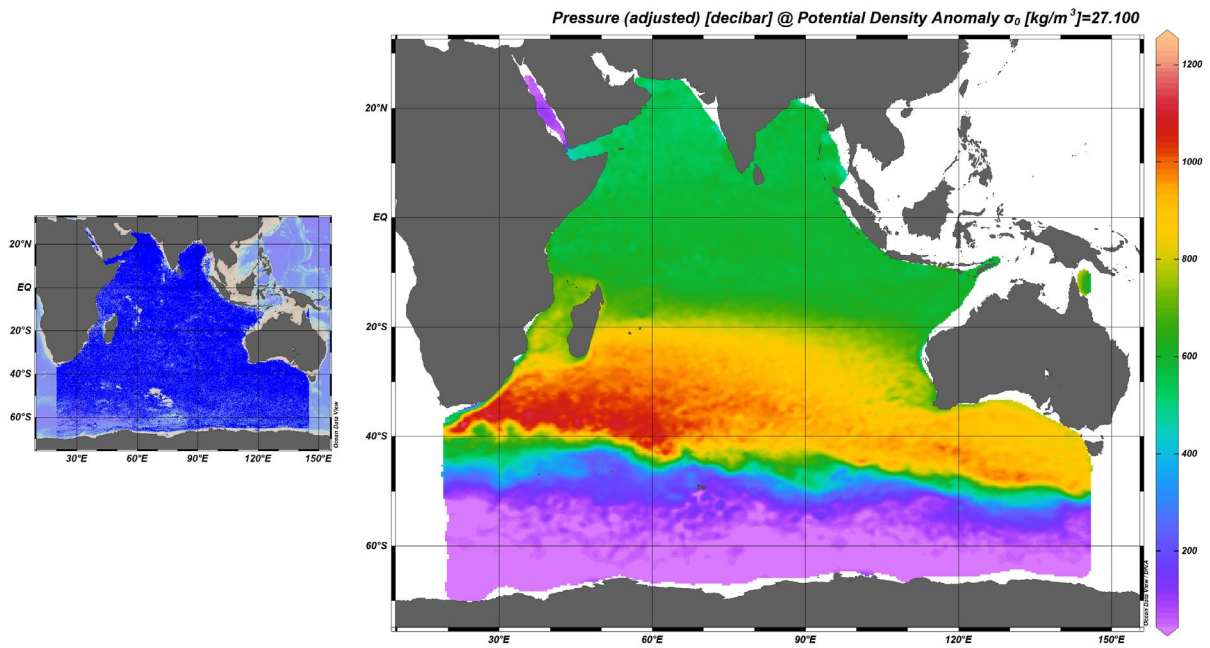 Pressure (adjusted) [decibar] @ Potential Density Anomaly σ₀ [kg/m³]=27.100
20°N
EQ
20°S
40°S
60°S
30°E
60°E
90°E
120°E
150°E
Ocean Data View
20°N
EQ
20°S
40°S
60°S
30°E
60°E
90°E
120°E
150°E
Ocean Data View / DIVA
1200
1000
800
600
400
200